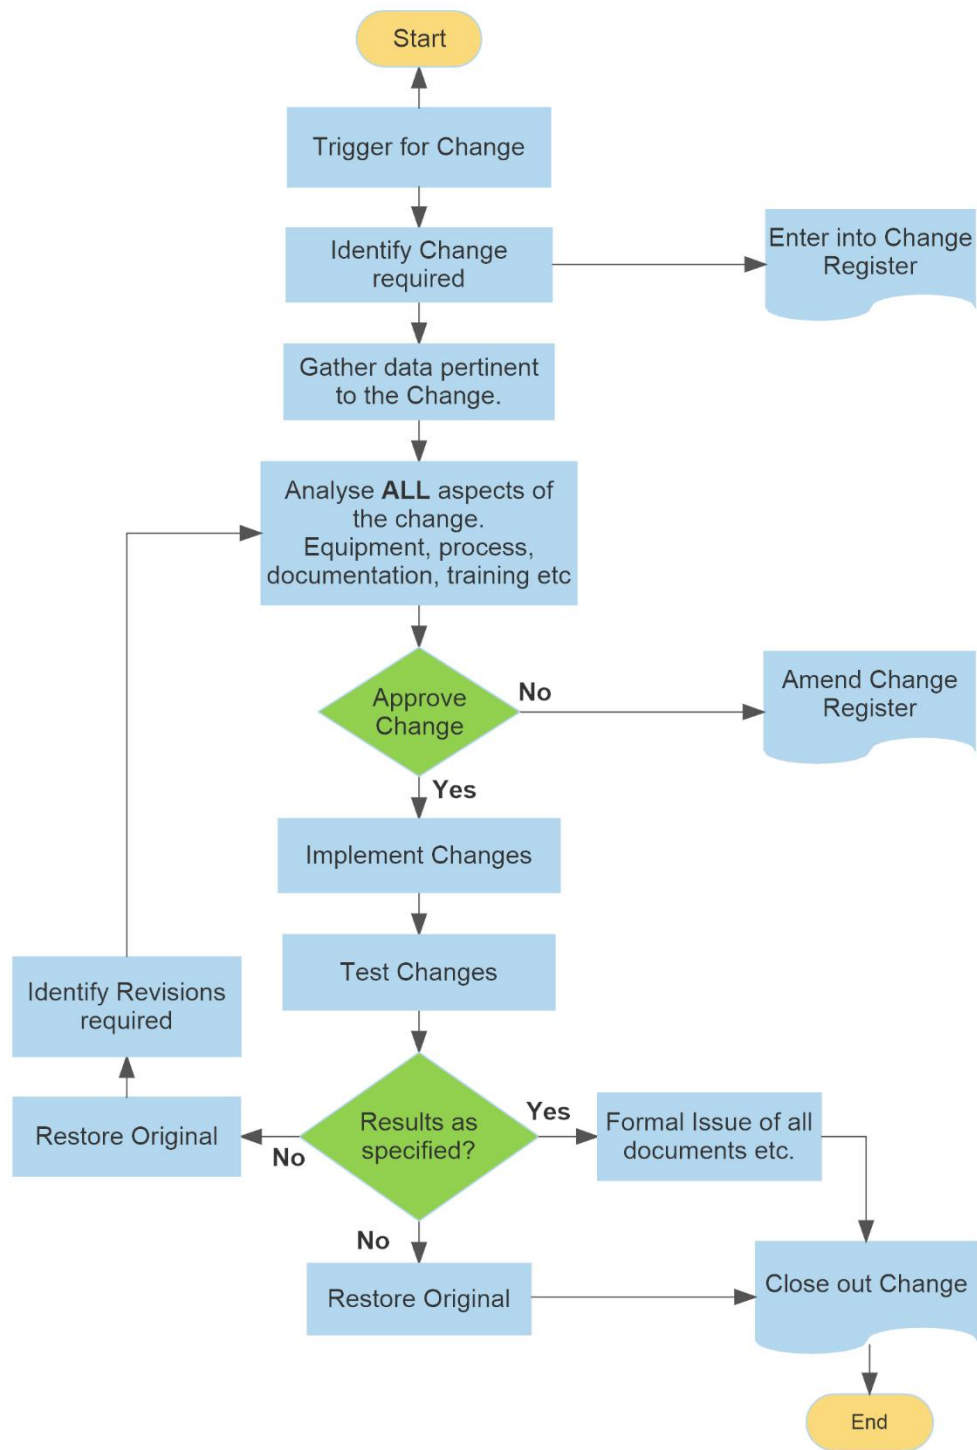 Start
Trigger for Change
Identify Change
required
Enter into Change
Register
Gather data pertinent
to the Change.
Analyse ALL aspects of
the change.
Equipment, process,
documentation, training etc
Approve
Change
No
Amend Change
Register
Yes
Implement Changes
Test Changes
Identify Revisions
required
Results as
specified?
Yes
Formal Issue of all
documents etc.
No
Restore Original
No
Restore Original
Close out Change
End